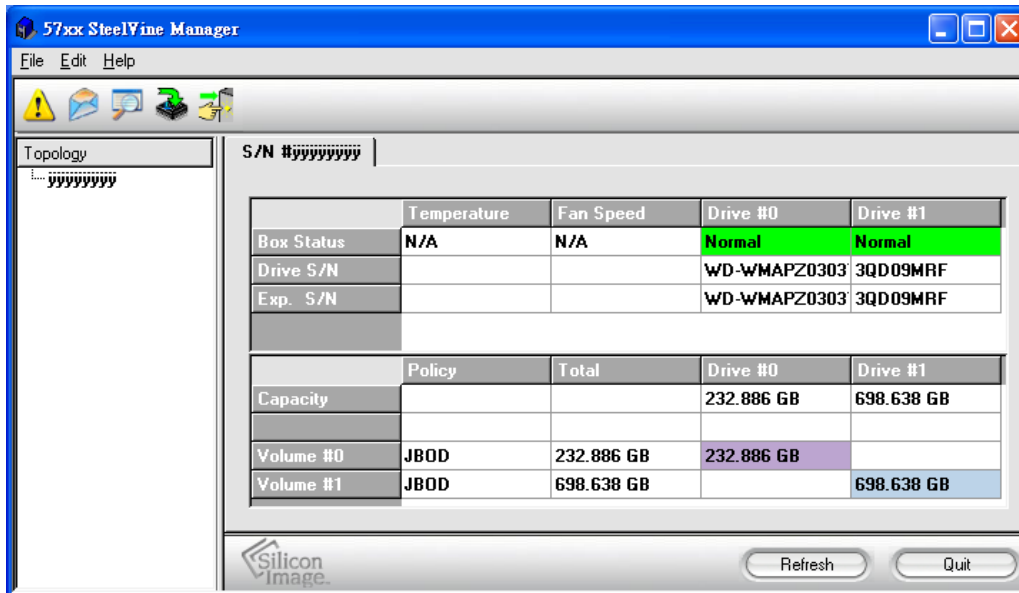 57xx SteelVine Manager
File Edit Help
Topology
ÿÿÿÿÿÿÿÿ
S/N #ÿÿÿÿÿÿÿÿ
Temperature Fan Speed Drive #0 Drive #1
Box Status N/A N/A Normal Normal
Drive S/N WD-WMAPZ0303 3QD09MRF
Exp. S/N WD-WMAPZ0303 3QD09MRF
Policy Total Drive #0 Drive #1
Capacity 232.886 GB 698.638 GB
Volume #0 JBOD 232.886 GB 232.886 GB
Volume #1 JBOD 698.638 GB 698.638 GB
Silicon
Image.
Refresh Quit